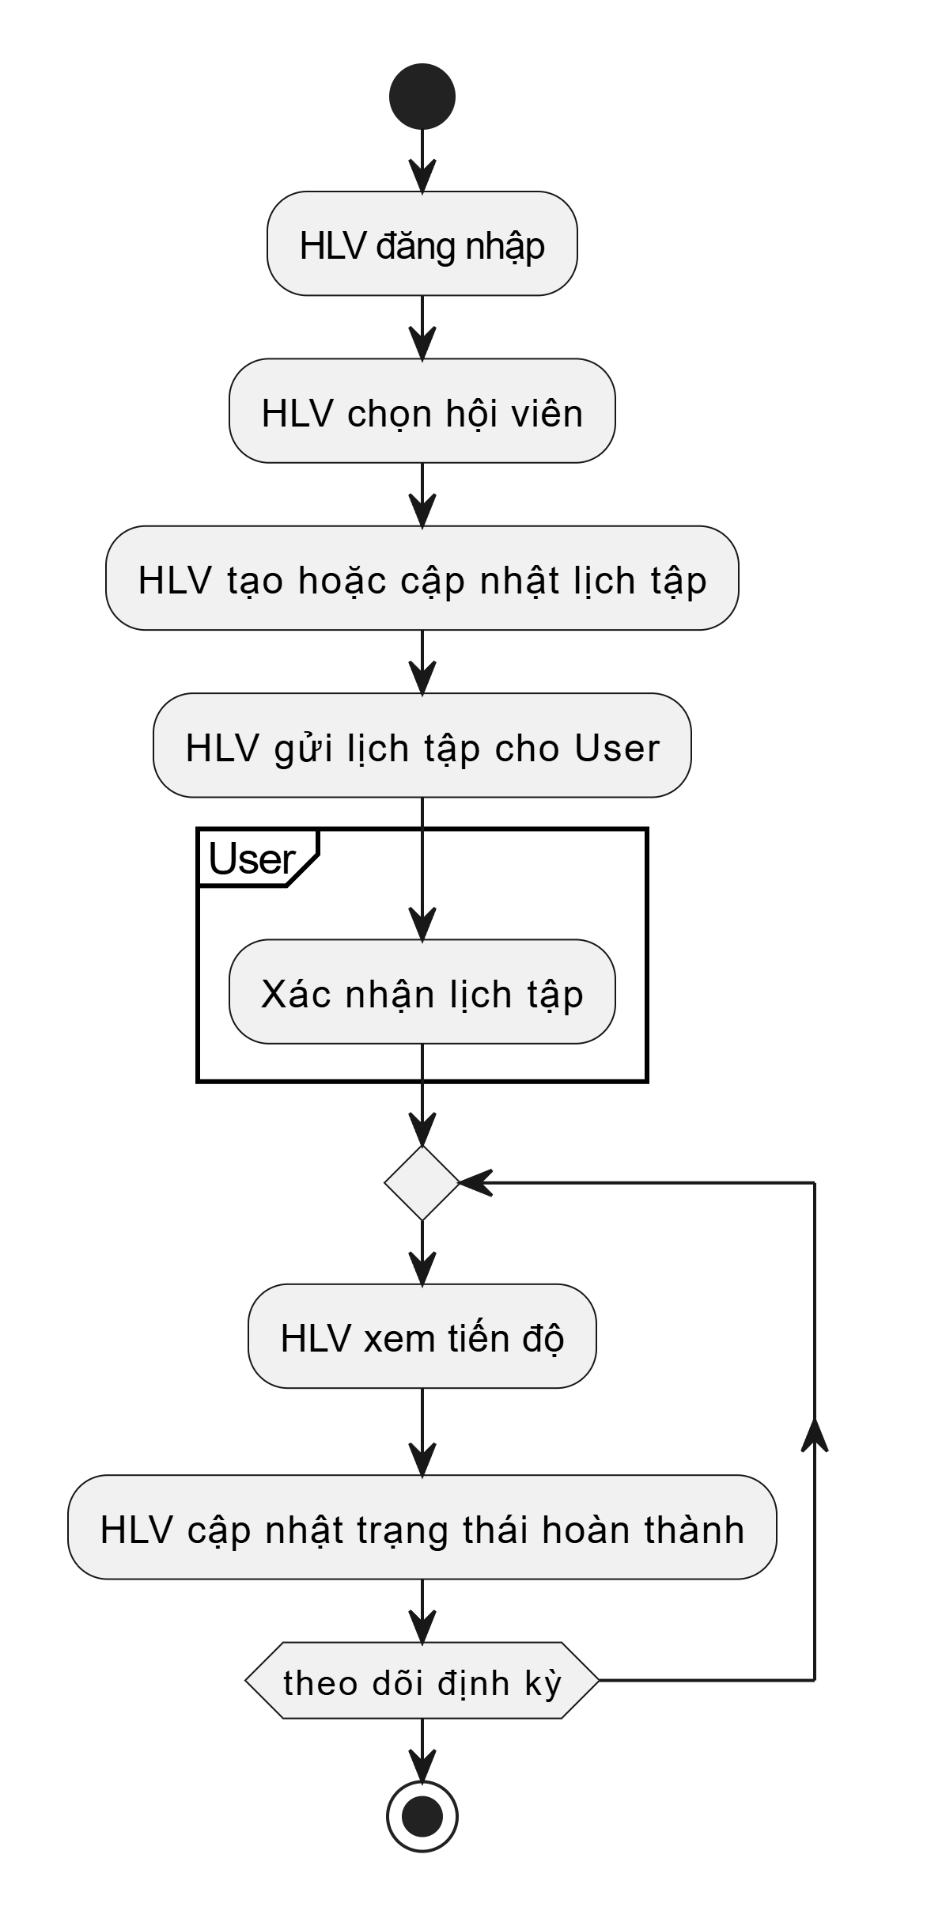 HLV đăng nhập
HLV chọn hội viên
HLV tạo hoặc cập nhật lịch tập
HLV gửi lịch tập cho User
User
Xác nhận lịch tập
HLV xem tiến độ
HLV cập nhật trạng thái hoàn thành
theo dõi định kỳ